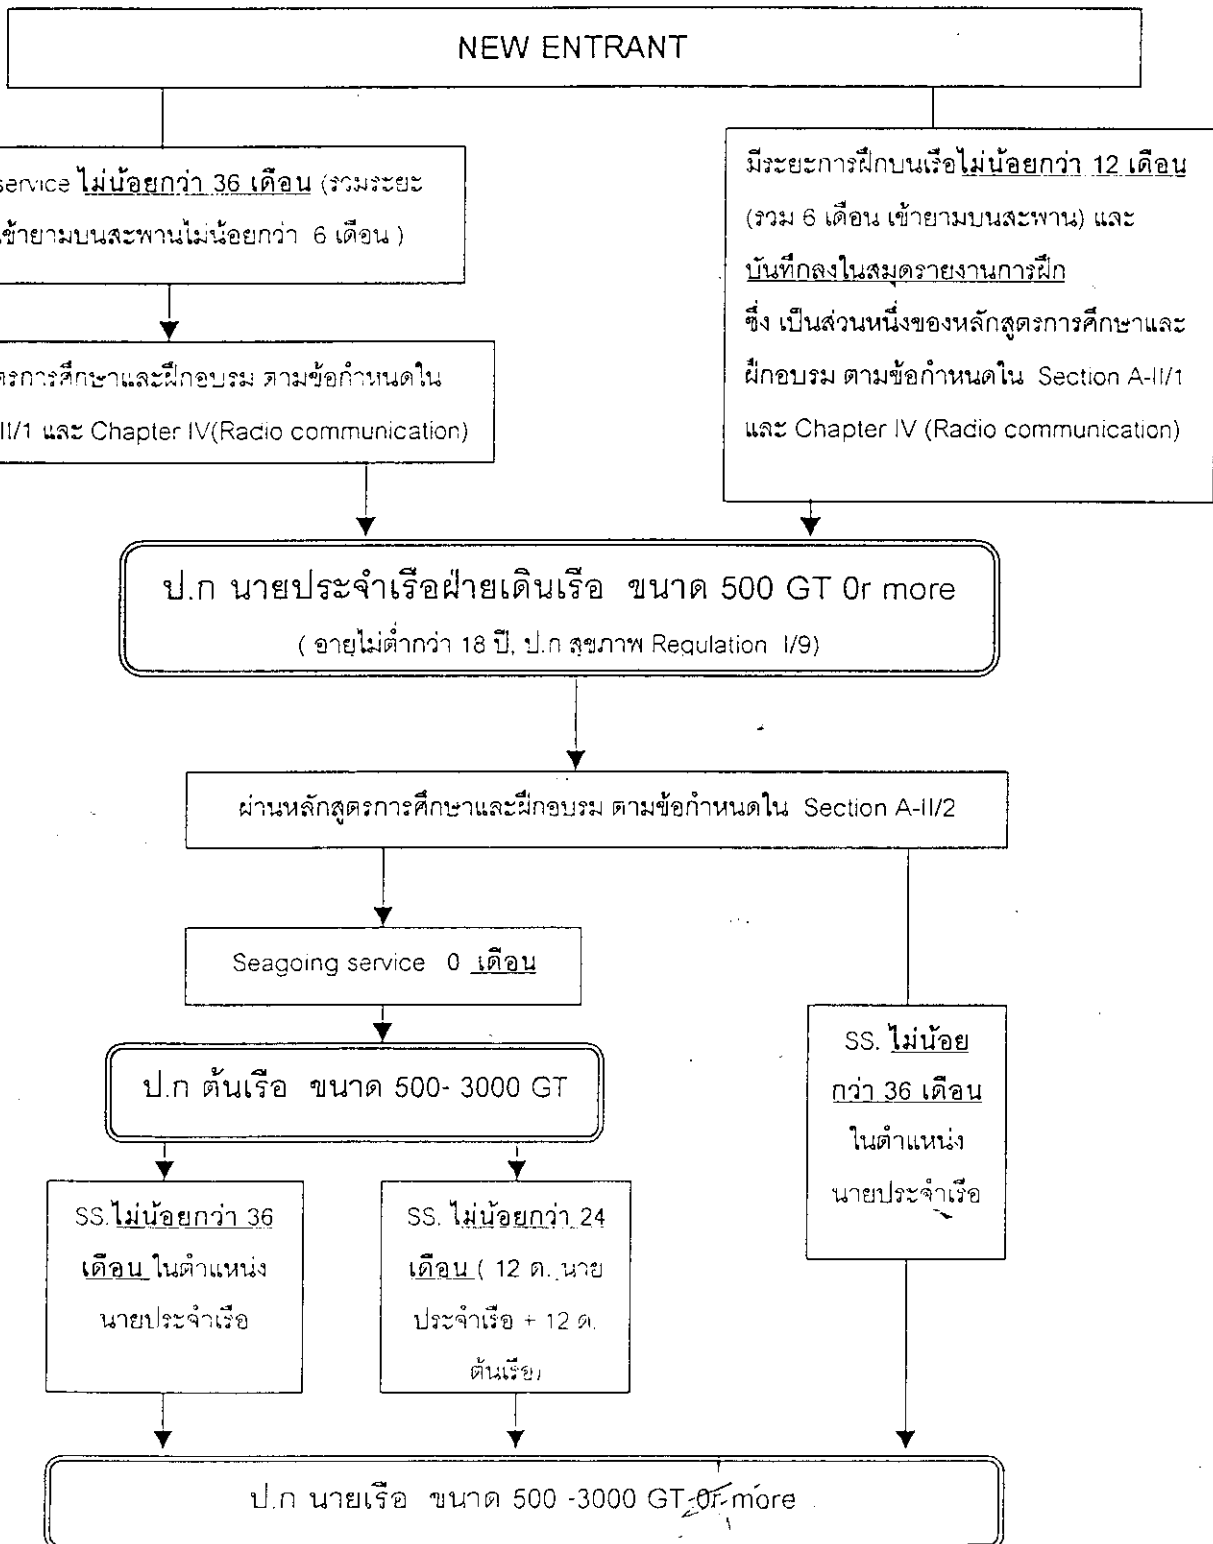 NEW ENTRANT
service ไม่น้อยกว่า 36 เดือน (รวมระยะ
เข้ายามบนสะพานไม่น้อยกว่า 6 เดือน )
ตรการศึกษาและฝึกอบรม ตามข้อกำหนดใน
II/1 และ Chapter IV(Radio communication)
มีระยะการฝึกบนเรือไม่น้อยกว่า 12 เดือน
(รวม 6 เดือน เข้ายามบนสะพาน) และ
บันทึกลงในสมุดรายงานการฝึก
ซึ่ง เป็นส่วนหนึ่งของหลักสูตรการศึกษาและ
ฝึกอบรม ตามข้อกำหนดใน Section A-II/1
และ Chapter IV (Radio communication)
ป.ก นายประจำเรือฝ่ายเดินเรือ ขนาด 500 GT 0r more
( อายุไม่ต่ำกว่า 18 ปี, ป.ก สุขภาพ Regulation I/9)
ผ่านหลักสูตรการศึกษาและฝึกอบรม ตามข้อกำหนดใน Section A-II/2
Seagoing service 0 เดือน
ป.ก ต้นเรือ ขนาด 500- 3000 GT
SS.ไม่น้อยกว่า 36
เดือน ในตำแหน่ง
นายประจำเรือ
SS. ไม่น้อยกว่า 24
เดือน ( 12 ด. นาย
ประจำเรือ + 12 ด.
ต้นเรือ)
SS. ไม่น้อย
กว่า 36 เดือน
ในตำแหน่ง
นายประจำเรือ
ป.ก นายเรือ ขนาด 500 -3000 GT 0r more